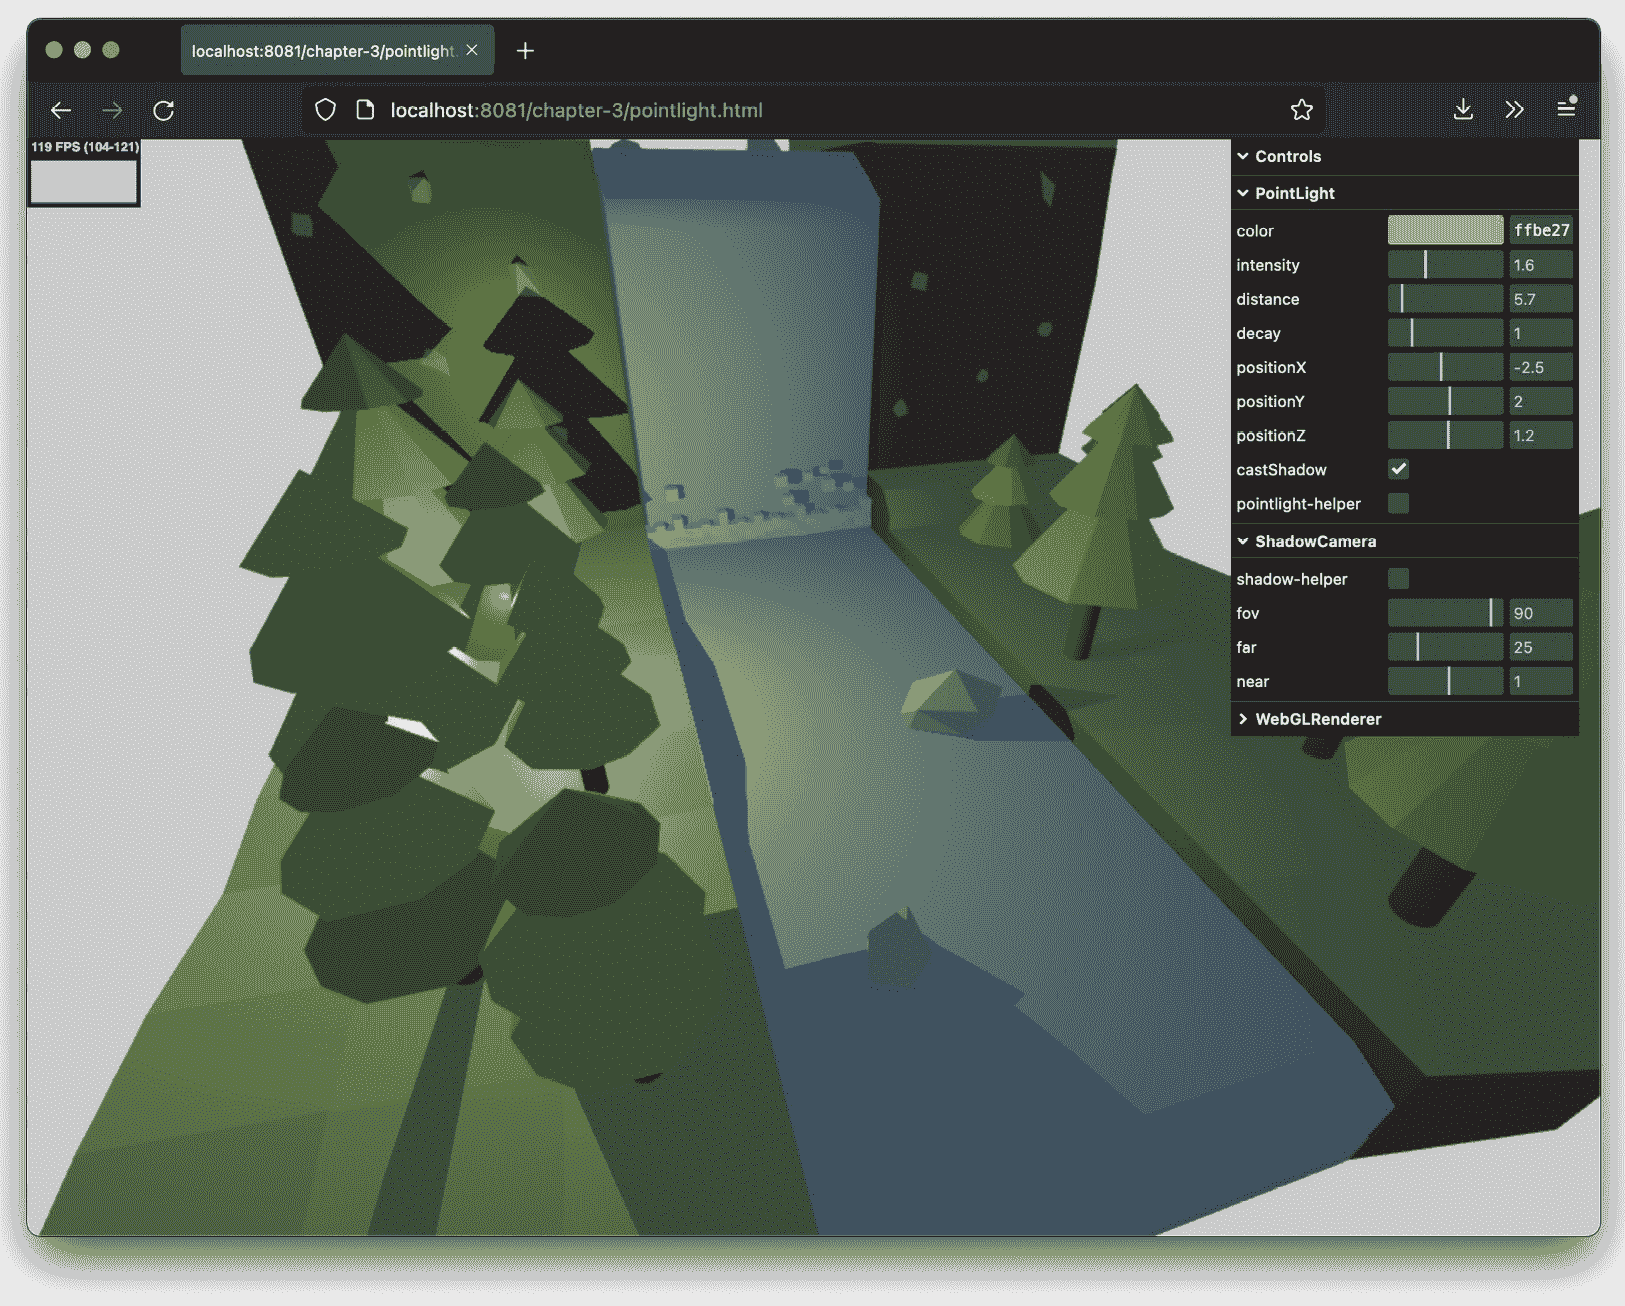 localhost:8081/chapter-3/pointlight.
localhost:8081/chapter-3/pointlight.html
119 FPS (104-121)
Controls
PointLight
color ffbe27
intensity 1.6
distance 5.7
decay 1
positionX -2.5
positionY 2
positionZ 1.2
castShadow
pointlight-helper
ShadowCamera
shadow-helper
fov 90
far 25
near 1
WebGLRenderer